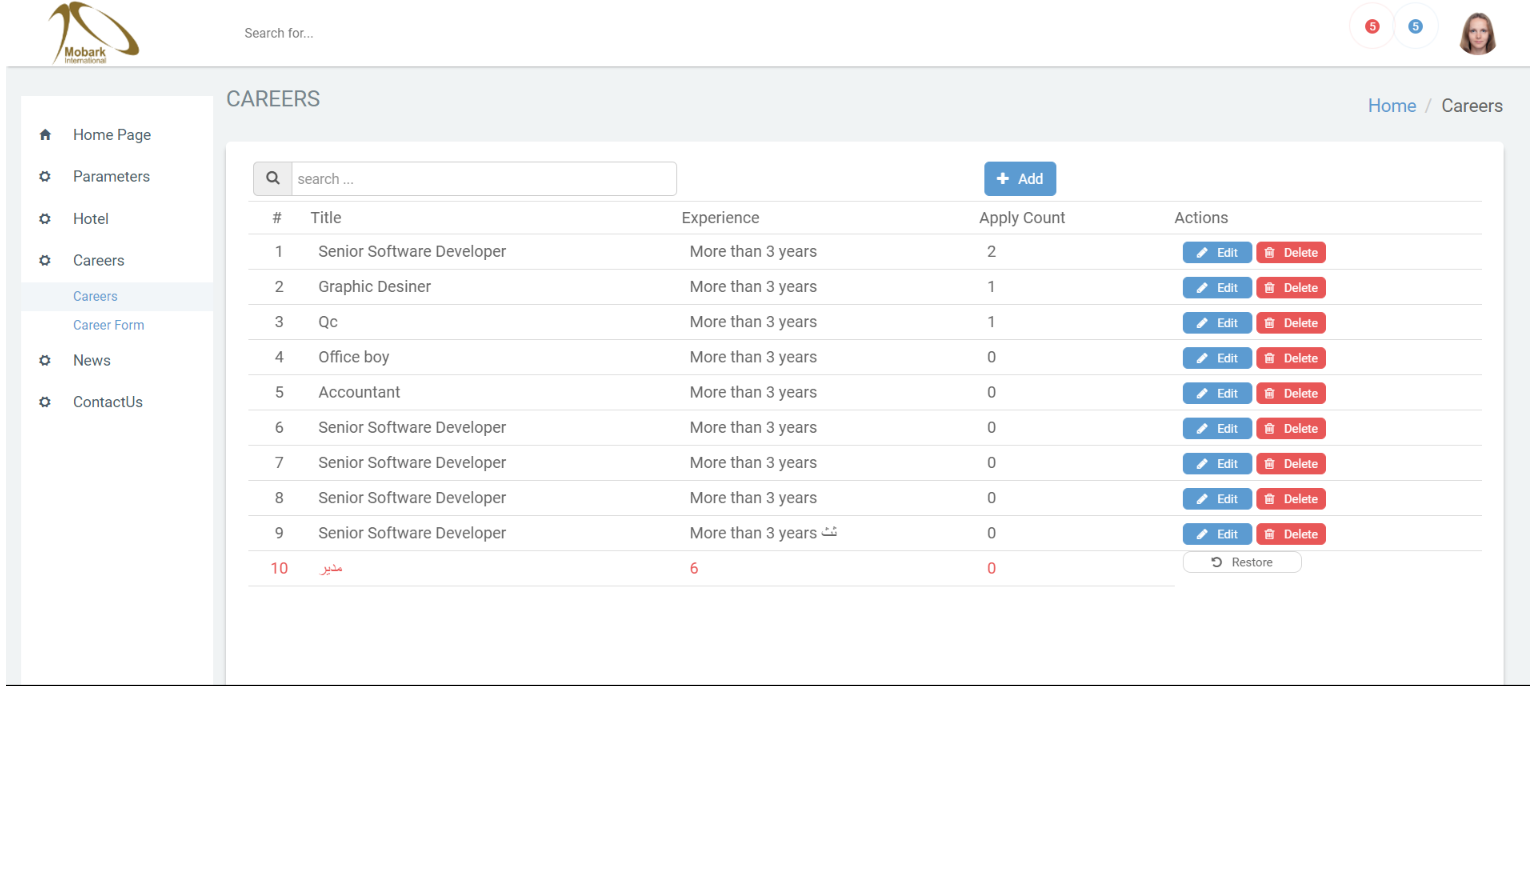 Mobark
International
Search for...
5 5
CAREERS
Home / Careers
Home Page
Parameters
Hotel
Careers
Careers
Career Form
News
ContactUs
search ...
Add
# Title Experience Apply Count Actions
1 Senior Software Developer More than 3 years 2 Edit Delete
2 Graphic Desiner More than 3 years 1 Edit Delete
3 Qc More than 3 years 1 Edit Delete
4 Office boy More than 3 years 0 Edit Delete
5 Accountant More than 3 years 0 Edit Delete
6 Senior Software Developer More than 3 years 0 Edit Delete
7 Senior Software Developer More than 3 years 0 Edit Delete
8 Senior Software Developer More than 3 years 0 Edit Delete
9 Senior Software Developer More than 3 years 0 Edit Delete
10 مدير 6 0 Restore